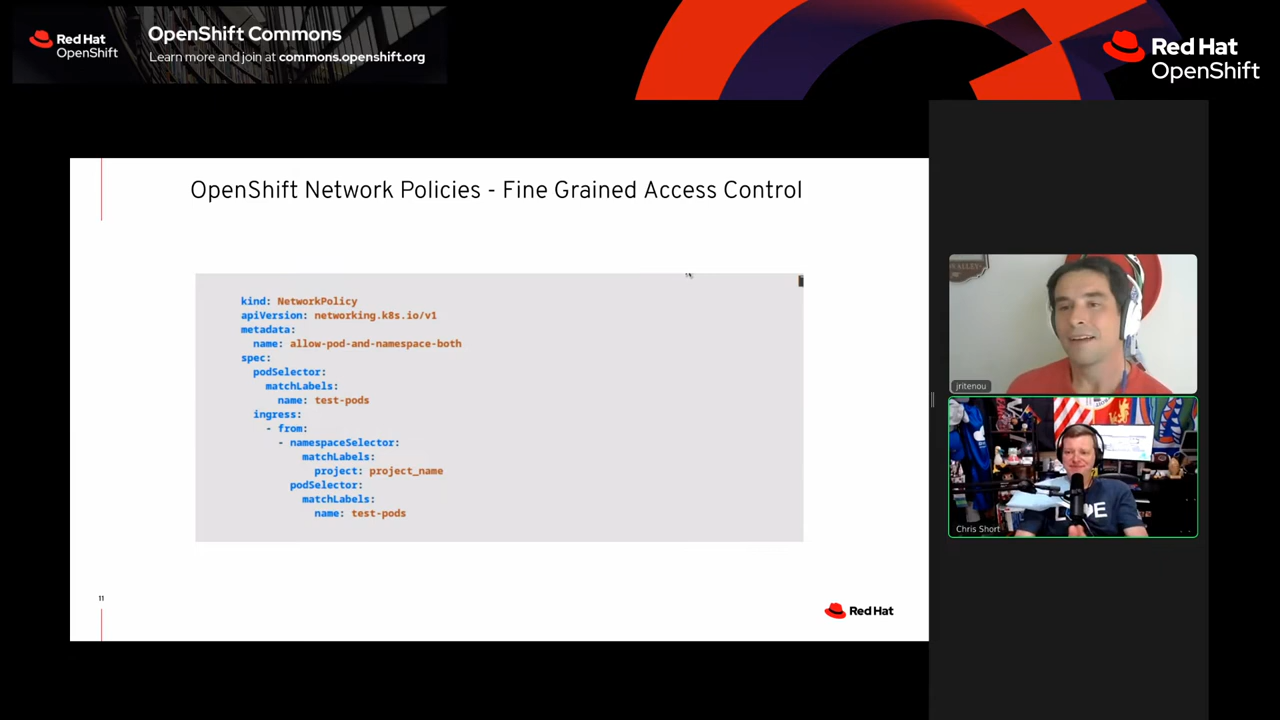 Red Hat
OpenShift
OpenShift Commons
Learn more and join at commons.openshift.org
Red Hat
OpenShift
OpenShift Network Policies - Fine Grained Access Control
kind: NetworkPolicy
apiVersion: networking.k8s.io/v1
metadata:
name: allow-pod-and-namespace-both
spec:
podSelector:
matchLabels:
name: test-pods
ingress:
- from:
- namespaceSelector:
matchLabels:
project: project_name
podSelector:
matchLabels:
name: test-pods
11
Red Hat
jritenou
Chris Short